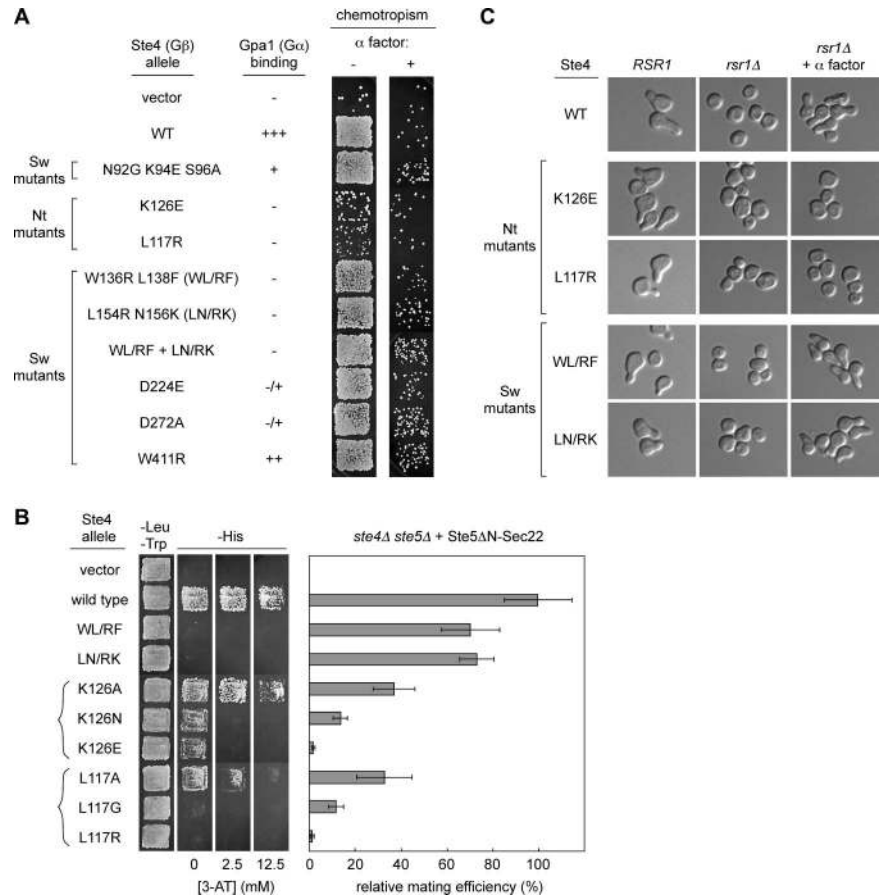 A
chemotropism
Ste4 (Gβ)
allele
Gpa1 (Gα)
binding
α factor:
- +
vector -
WT +++
Sw
mutants
N92G K94E S96A +
Nt
mutants
K126E -
L117R -
Sw
mutants
W136R L138F (WL/RF) -
L154R N156K (LN/RK) -
WL/RF + LN/RK -
D224E -/+
D272A -/+
W411R ++
C
Ste4 RSR1 rsr1Δ rsr1Δ
+ α factor
WT
Nt
mutants
K126E
L117R
Sw
mutants
WL/RF
LN/RK
B
Ste4
allele
-Leu
-Trp
-His
ste4Δ ste5Δ + Ste5ΔN-Sec22
vector
wild type
WL/RF
LN/RK
K126A
K126N
K126E
L117A
L117G
L117R
0 2.5 12.5
[3-AT] (mM)
0 20 40 60 80 100
relative mating efficiency (%)